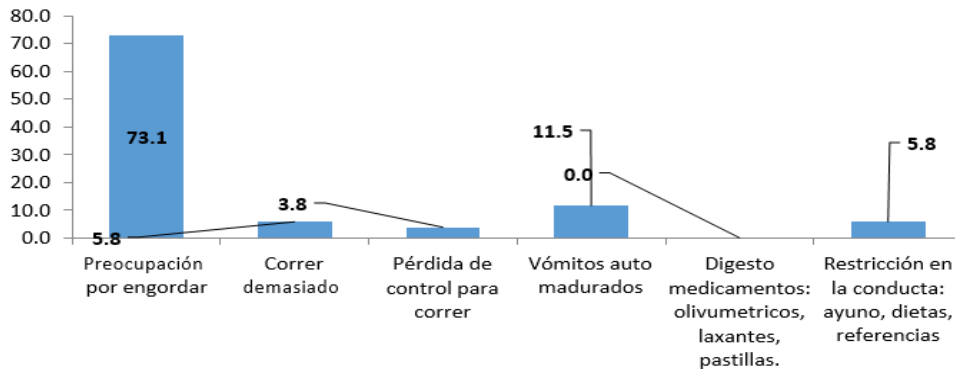 80.0
70.0
60.0
50.0
40.0
30.0
20.0
10.0
0.0
73.1
5.8
3.8
11.5
0.0
5.8
Preocupación
por engordar
Correr
demasiado
Pérdida de
control para
correr
Vómitos auto
madurados
Digesto
medicamentos:
olivumetricos,
laxantes,
pastillas.
Restricción en
la conducta:
ayuno, dietas,
referencias